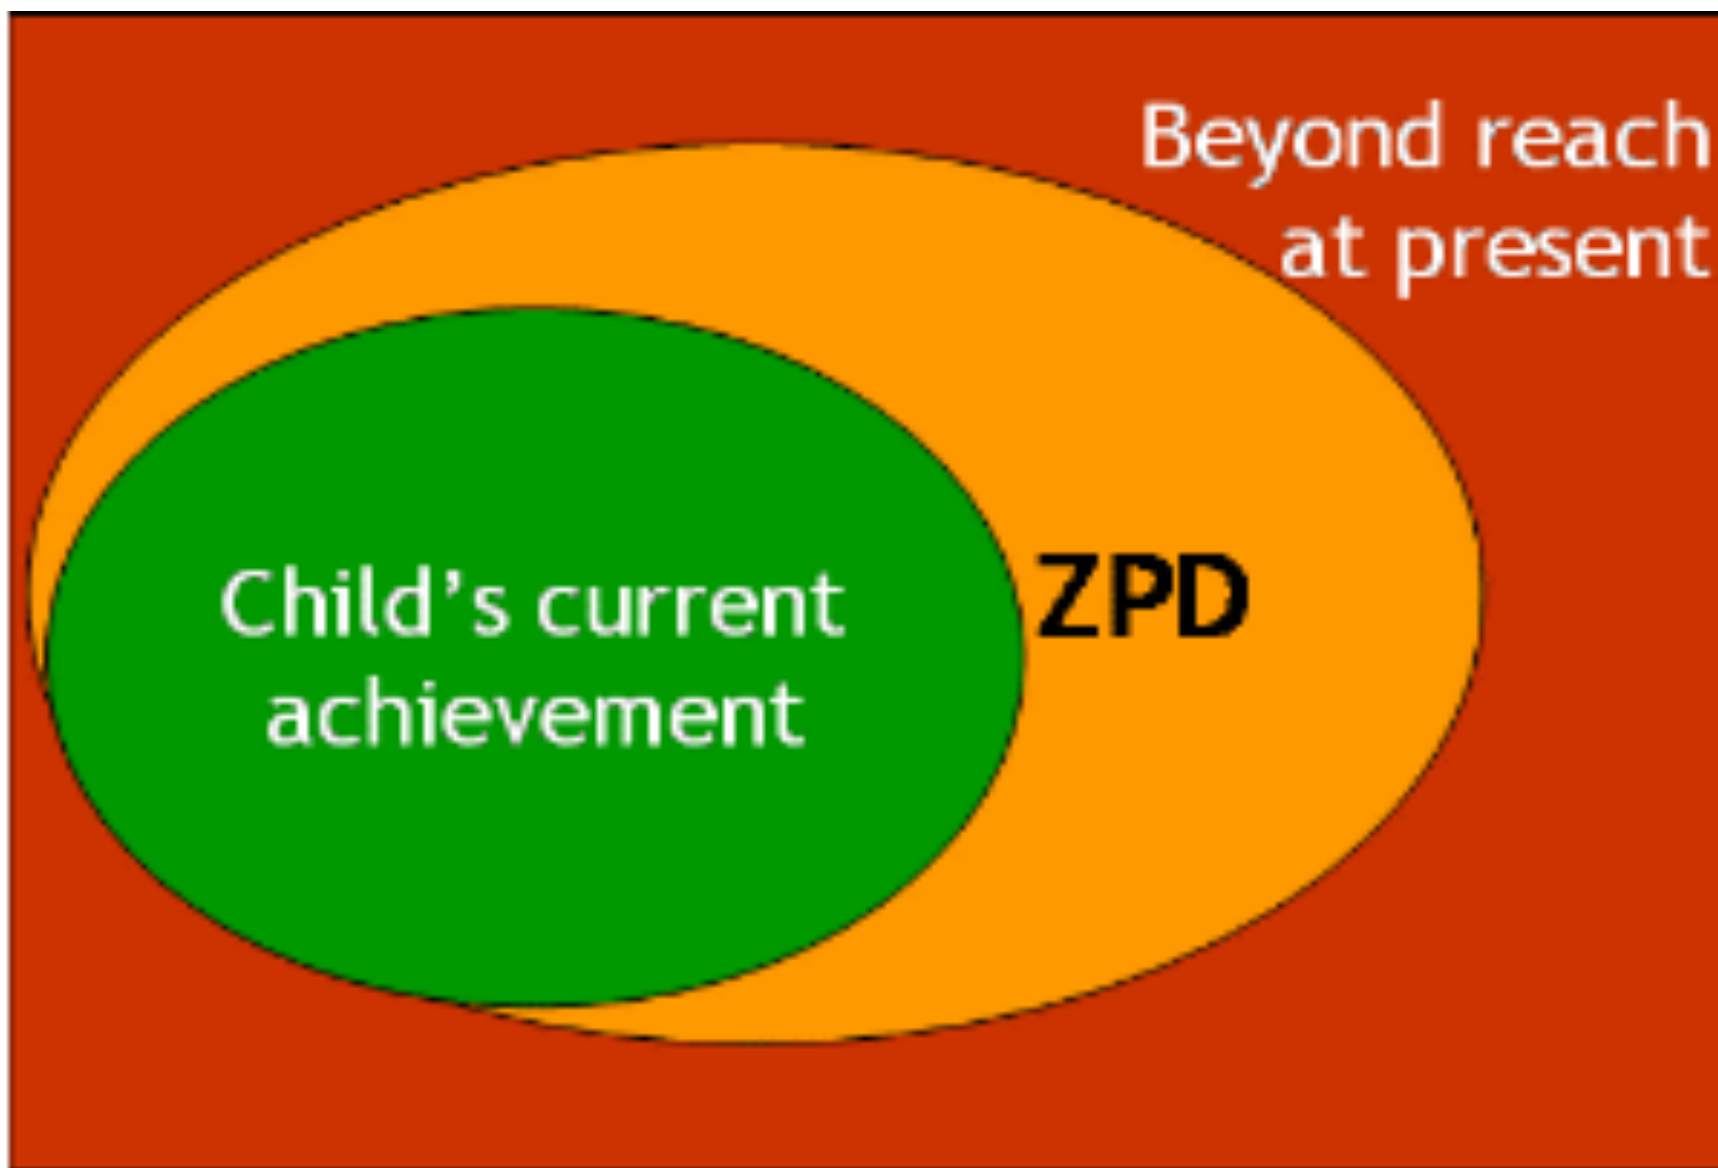 Beyond reach
at present
Child’s current
achievement
ZPD